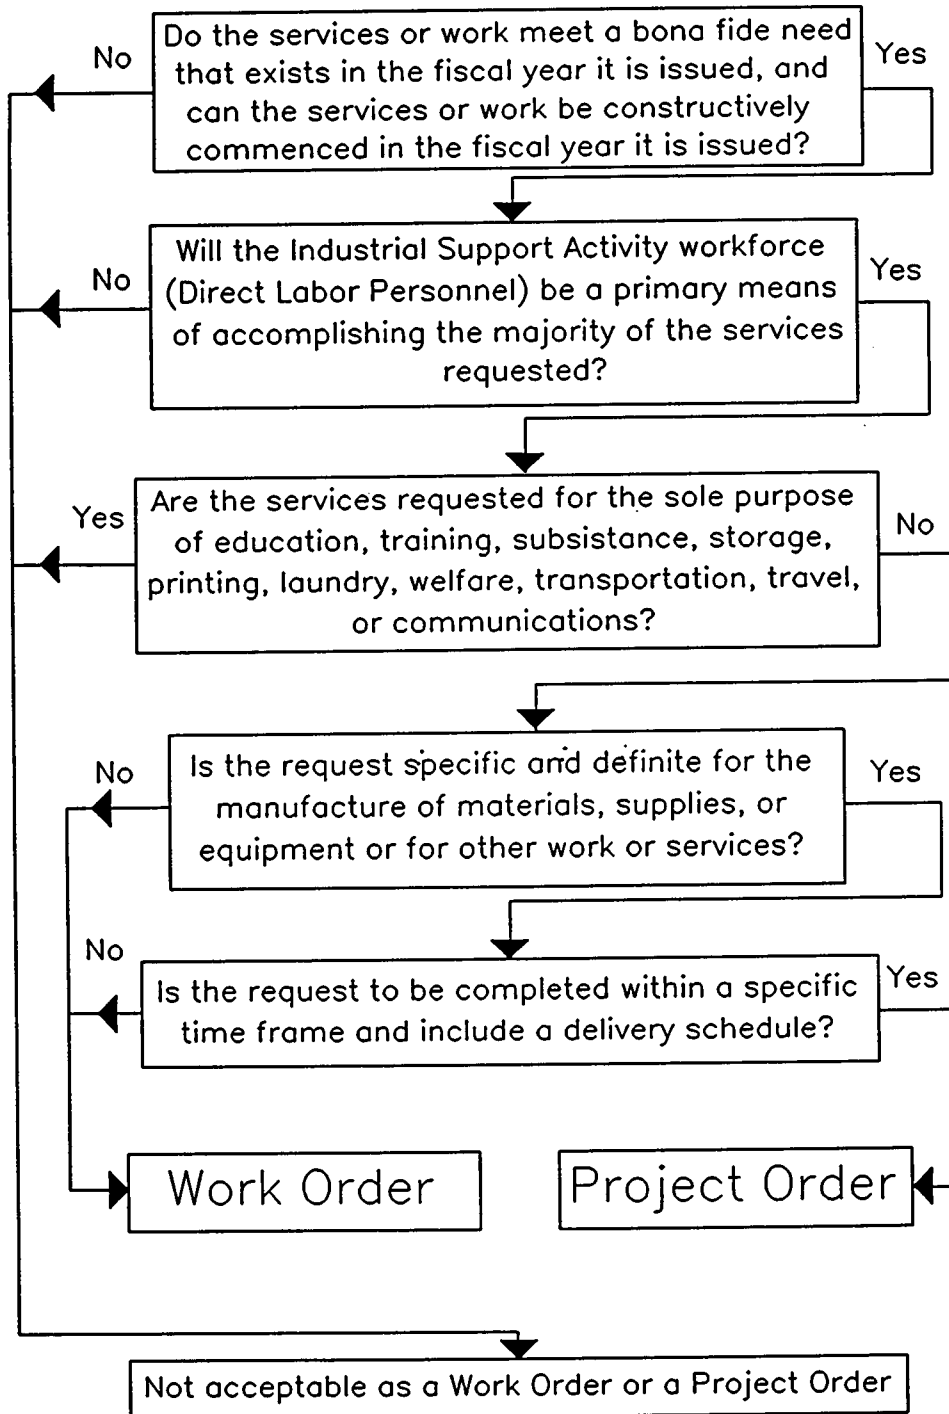 Do the services or work meet a bona fide need
that exists in the fiscal year it is issued, and
can the services or work be constructively
commenced in the fiscal year it is issued?
No
Yes
Will the Industrial Support Activity workforce
(Direct Labor Personnel) be a primary means
of accomplishing the majority of the services
requested?
No
Yes
Are the services requested for the sole purpose
of education, training, subsistance, storage,
printing, laundry, welfare, transportation, travel,
or communications?
Yes
No
Is the request specific and definite for the
manufacture of materials, supplies, or
equipment or for other work or services?
No
Yes
Is the request to be completed within a specific
time frame and include a delivery schedule?
No
Yes
Work Order
Project Order
Not acceptable as a Work Order or a Project Order